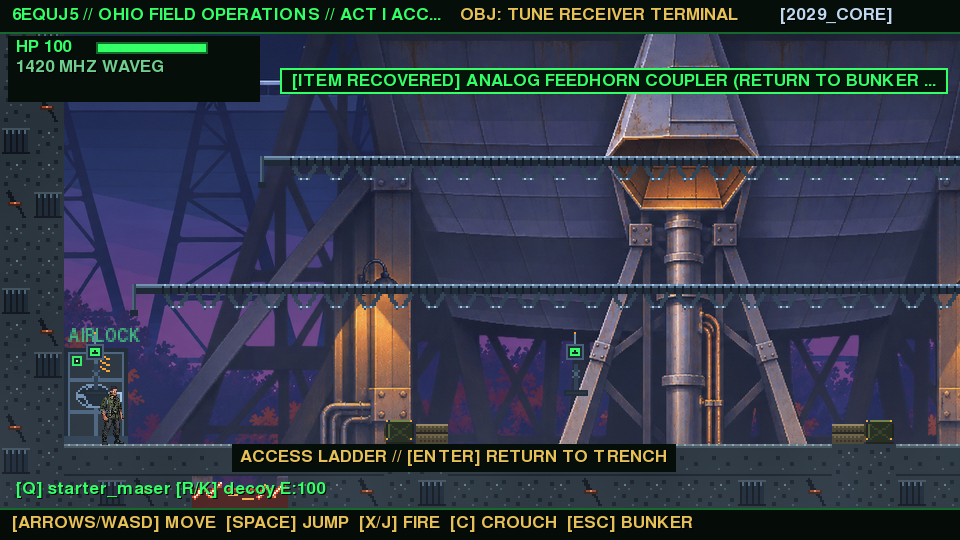 6EQUJ5 // OHIO FIELD OPERATIONS // ACT I ACC... OBJ: TUNE RECEIVER TERMINAL [2029_CORE]
HP 100
1420 MHZ WAVEG
[ITEM RECOVERED] ANALOG FEEDHORN COUPLER (RETURN TO BUNKER ...
AIRLOCK
ACCESS LADDER // [ENTER] RETURN TO TRENCH
[Q] starter_maser [R/K] decoy E:100
[ARROWS/WASD] MOVE [SPACE] JUMP [X/J] FIRE [C] CROUCH [ESC] BUNKER